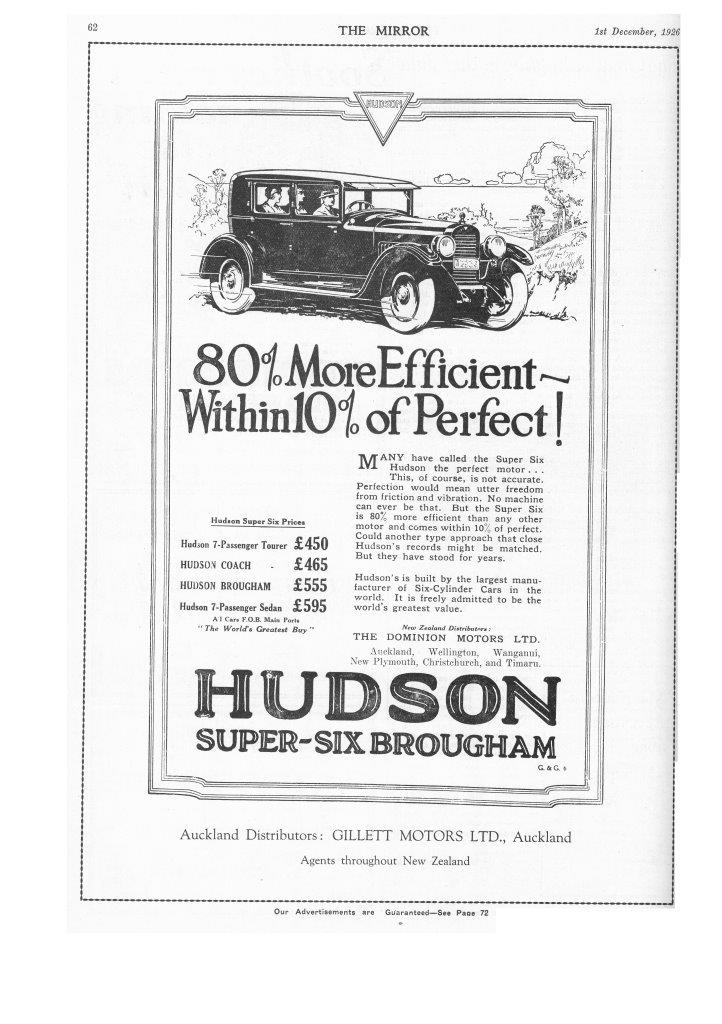 62
THE MIRROR
1st December, 1926
HUDSON
80% More Efficient~
Within 10% of Perfect!
MANY have called the Super Six
Hudson the perfect motor . . .
This, of course, is not accurate.
Perfection would mean utter freedom
from friction and vibration. No machine
can ever be that. But the Super Six
is 80% more efficient than any other
motor and comes within 10% of perfect.
Could another type approach that close
Hudson's records might be matched.
But they have stood for years.
Hudson's is built by the largest manu-
facturer of Six-Cylinder Cars in the
world. It is freely admitted to be the
world's greatest value.
New Zealand Distributers:
THE DOMINION MOTORS LTD.
Auckland, Wellington, Wanganui,
New Plymouth, Christchurch, and Timaru.
Hudson Super Six Prices
Hudson 7-Passenger Tourer £450
HUDSON COACH - £465
HUDSON BROUGHAM £555
Hudson 7-Passenger Sedan £595
All Cars F.O.B. Main Ports
"The World's Greatest Buy"
HUDSON
SUPER-SIX BROUGHAM
G. & G. 6
Auckland Distributors: GILLETT MOTORS LTD., Auckland
Agents throughout New Zealand
Our Advertisements are Guaranteed—See Page 72